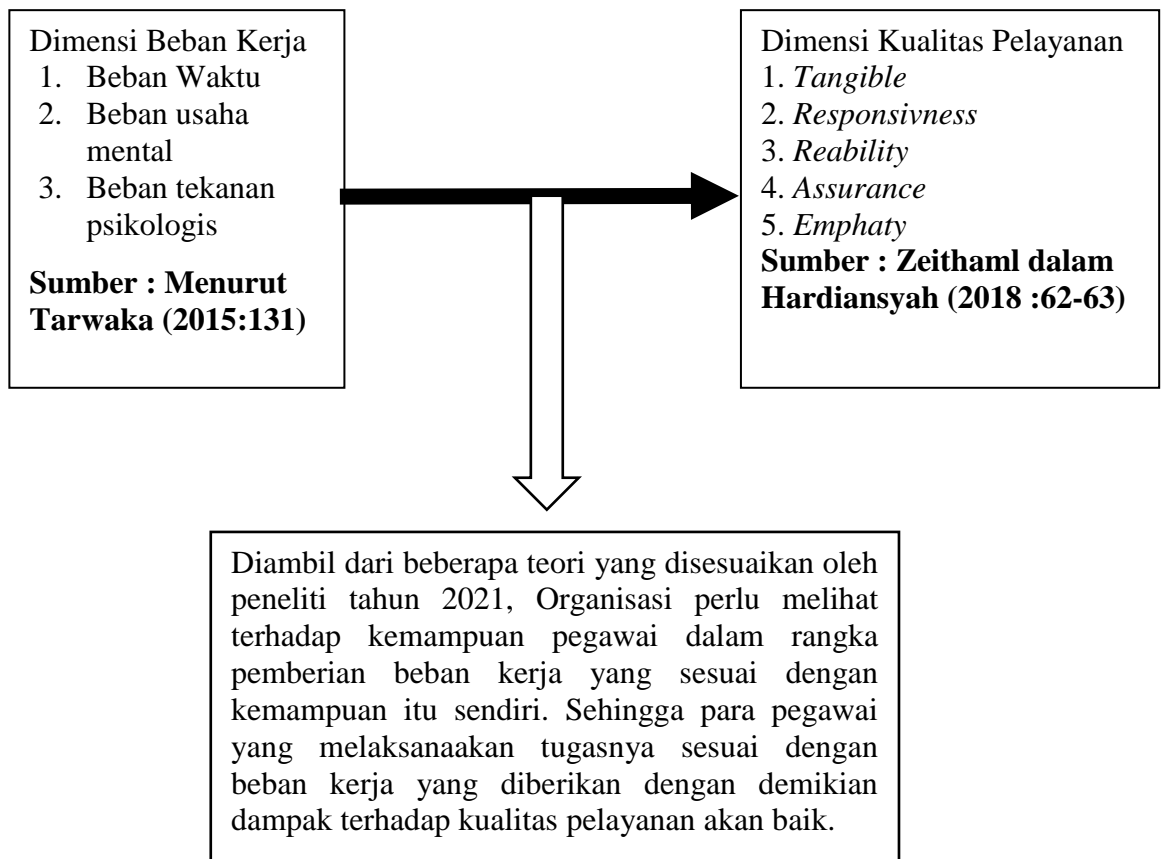 Dimensi Beban Kerja
1. Beban Waktu
2. Beban usaha
mental
3. Beban tekanan
psikologis
Sumber : Menurut
Tarwaka (2015:131)
Dimensi Kualitas Pelayanan
1. Tangible
2. Responsivness
3. Reability
4. Assurance
5. Emphaty
Sumber : Zeithaml dalam
Hardiansyah (2018 :62-63)
Diambil dari beberapa teori yang disesuaikan oleh
peneliti tahun 2021, Organisasi perlu melihat
terhadap kemampuan pegawai dalam rangka
pemberian beban kerja yang sesuai dengan
kemampuan itu sendiri. Sehingga para pegawai
yang melaksanaakan tugasnya sesuai dengan
beban kerja yang diberikan dengan demikian
dampak terhadap kualitas pelayanan akan baik.